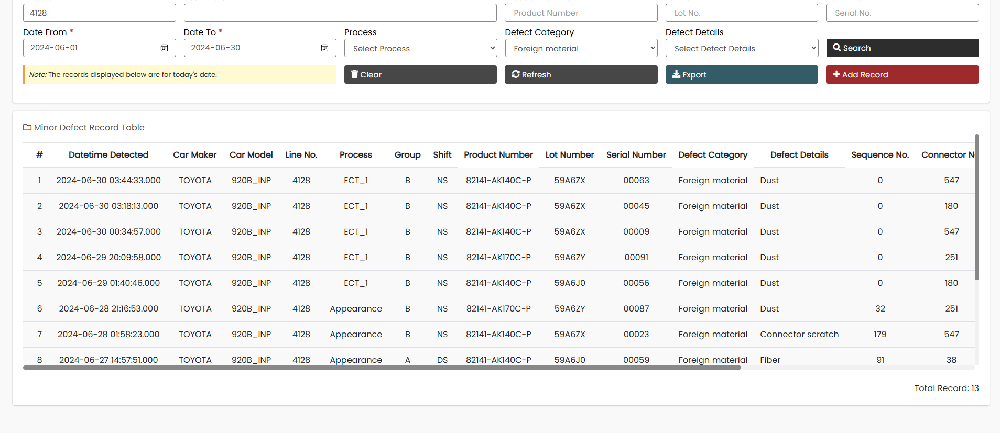 4128 Product Number Lot No. Serial No.
Date From * Date To * Process Defect Category Defect Details
2024-06-01 2024-06-30 Select Process Foreign material Select Defect Details Search
Note: The records displayed below are for today's date. Clear Refresh Export Add Record
Minor Defect Record Table
# Datetime Detected Car Maker Car Model Line No. Process Group Shift Product Number Lot Number Serial Number Defect Category Defect Details Sequence No. Connector N
1 2024-06-30 03:44:33.000 TOYOTA 920B_INP 4128 ECT_1 B NS 82141-AK140C-P 59A6ZX 00063 Foreign material Dust 0 547
2 2024-06-30 03:18:13.000 TOYOTA 920B_INP 4128 ECT_1 B NS 82141-AK140C-P 59A6ZX 00045 Foreign material Dust 0 180
3 2024-06-30 00:34:57.000 TOYOTA 920B_INP 4128 ECT_1 B NS 82141-AK140C-P 59A6ZX 00009 Foreign material Dust 0 547
4 2024-06-29 20:09:58.000 TOYOTA 920B_INP 4128 ECT_1 B NS 82141-AK170C-P 59A6ZY 00091 Foreign material Dust 0 251
5 2024-06-29 01:40:46.000 TOYOTA 920B_INP 4128 ECT_1 B NS 82141-AK140C-P 59A6J0 00056 Foreign material Dust 0 180
6 2024-06-28 21:16:53.000 TOYOTA 920B_INP 4128 Appearance B NS 82141-AK170C-P 59A6ZY 00087 Foreign material Dust 32 251
7 2024-06-28 01:58:23.000 TOYOTA 920B_INP 4128 Appearance B NS 82141-AK140C-P 59A6ZX 00023 Foreign material Connector scratch 179 547
8 2024-06-27 14:57:51.000 TOYOTA 920B_INP 4128 Appearance A DS 82141-AK140C-P 59A6J0 00059 Foreign material Fiber 91 38
Total Record: 13